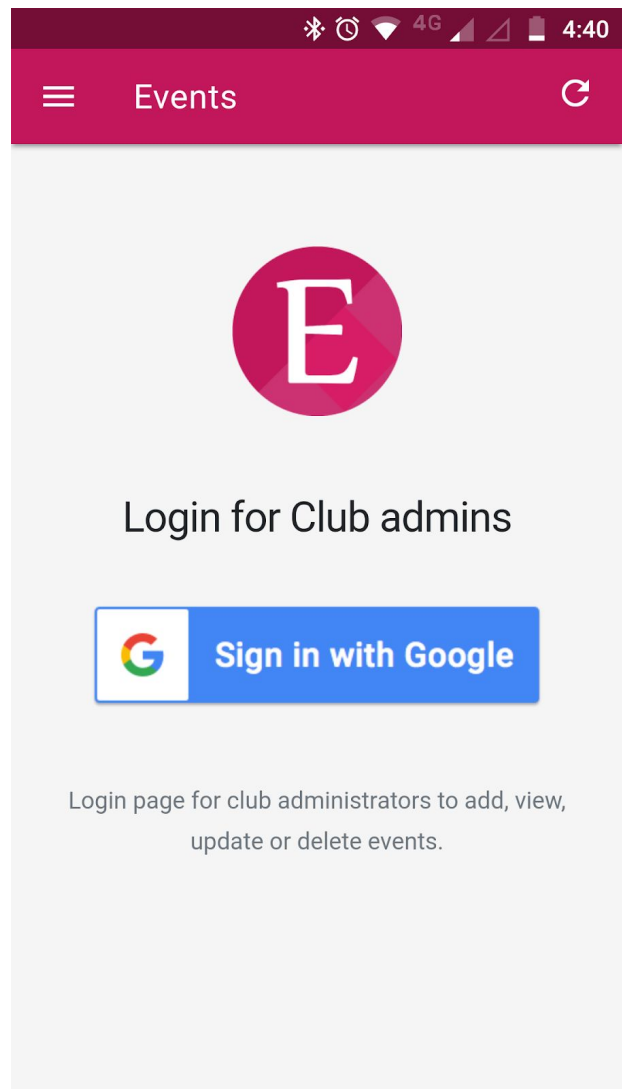 4G 4:40
Events
E
Login for Club admins
G Sign in with Google
Login page for club administrators to add, view,
update or delete events.